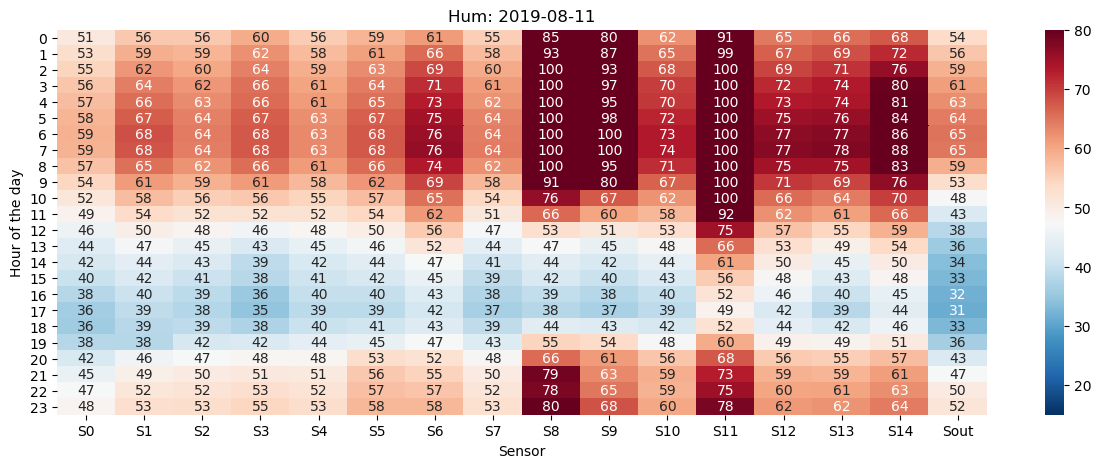 Hum: 2019-08-11
0 51 56 56 60 56 59 61 55 85 80 62 91 65 66 68 54
1 53 59 59 62 58 61 66 58 93 87 65 99 67 69 72 56
2 55 62 60 64 59 63 69 60 100 93 68 100 69 71 76 59
3 56 64 62 66 61 64 71 61 100 97 70 100 72 74 80 61
4 57 66 63 66 61 65 73 62 100 95 70 100 73 74 81 63
5 58 67 64 67 63 67 75 64 100 98 72 100 75 76 84 64
6 59 68 64 68 63 68 76 64 100 100 73 100 77 77 86 65
7 59 68 64 68 63 68 76 64 100 100 74 100 77 78 88 65
8 57 65 62 66 61 66 74 62 100 95 71 100 75 75 83 59
9 54 61 59 61 58 62 69 58 91 80 67 100 71 69 76 53
10 52 58 56 56 55 57 65 54 76 67 62 100 66 64 70 48
11 49 54 52 52 52 54 62 51 66 60 58 92 62 61 66 43
12 46 50 48 46 48 50 56 47 53 51 53 75 57 55 59 38
13 44 47 45 43 45 46 52 44 47 45 48 66 53 49 54 36
14 42 44 43 39 42 44 47 41 44 42 44 61 50 45 50 34
15 40 42 41 38 41 42 45 39 42 40 43 56 48 43 48 33
16 38 40 39 36 40 40 43 38 39 38 40 52 46 40 45 32
17 36 39 38 35 39 39 42 37 38 37 39 49 42 39 44 31
18 36 39 39 38 40 41 43 39 44 43 42 52 44 42 46 33
19 38 38 42 42 44 45 47 43 55 54 48 60 49 49 51 36
20 42 46 47 48 48 53 52 48 66 61 56 68 56 55 57 43
21 45 49 50 51 51 56 55 50 79 63 59 73 59 59 61 47
22 47 52 52 53 52 57 57 52 78 65 59 75 60 61 63 50
23 48 53 53 55 53 58 58 53 80 68 60 78 62 62 64 52
S0 S1 S2 S3 S4 S5 S6 S7 S8 S9 S10 S11 S12 S13 S14 Sout
Sensor
Hour of the day
80
70
60
50
40
30
20